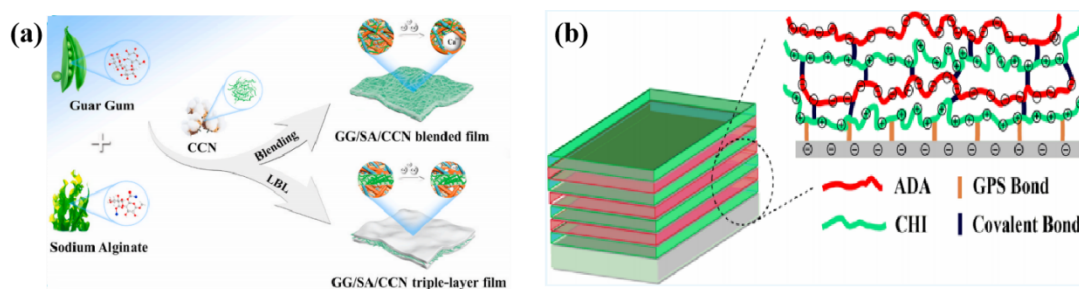 (a)
Guar Gum
CCN
Sodium Alginate
Blending
LBL
Ca
GG/SA/CCN blended film
GG/SA/CCN triple-layer film
(b)
ADA
GPS Bond
CHI
Covalent Bond